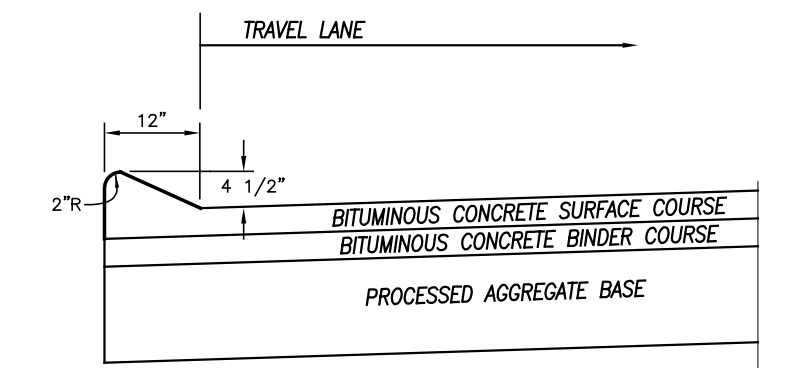 TRAVEL LANE
12"
4 1/2"
2"R
BITUMINOUS CONCRETE SURFACE COURSE
BITUMINOUS CONCRETE BINDER COURSE
PROCESSED AGGREGATE BASE